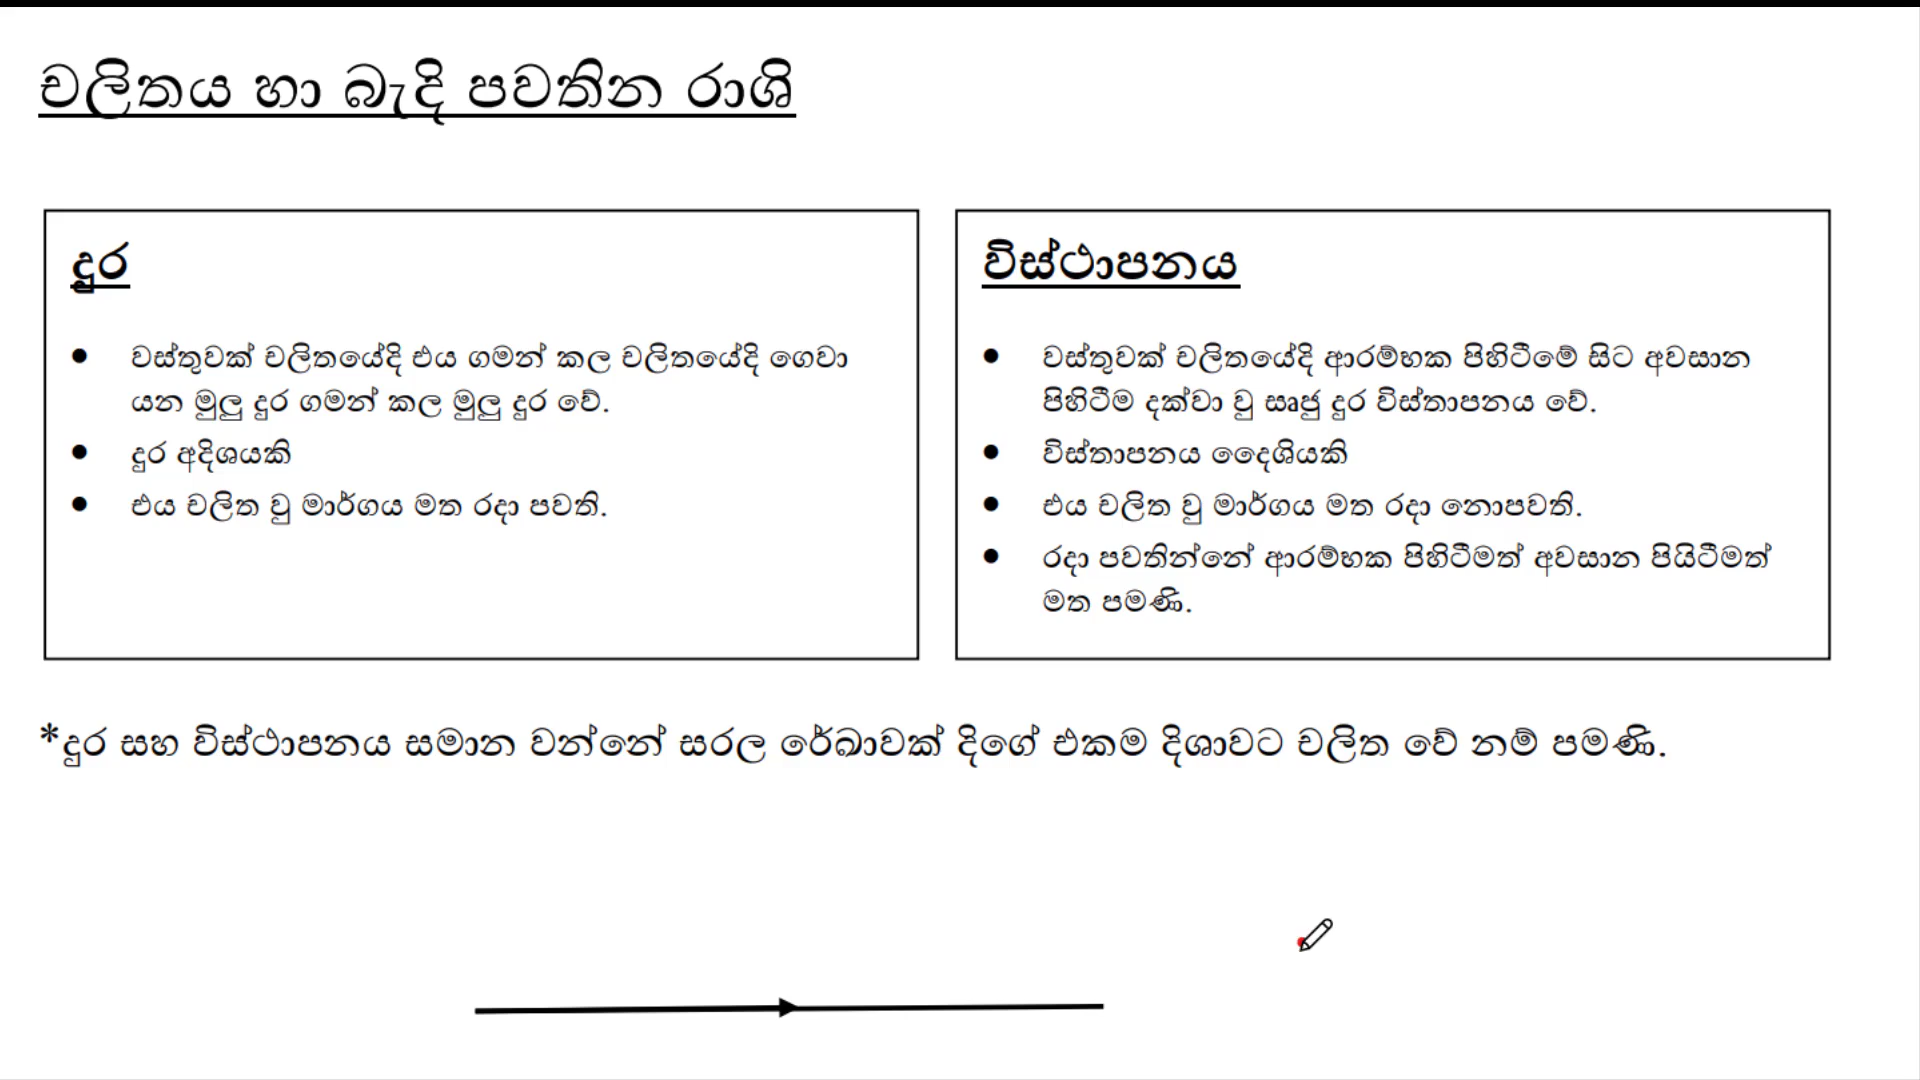 චලිතය හා බැදි පවතින රාශි
දුර
● වස්තුවක් චලිතයේදි එය ගමන් කල චලිතයේදි ගෙවා
යන මුලු දුර ගමන් කල මුලු දුර වේ.
● දුර අදිශයකි
● එය චලිත වු මාර්ගය මත රදා පවති.
විස්ථාපනය
● වස්තුවක් චලිතයේදි ආරම්භක පිහිටීමේ සිට අවසාන
පිහිටීම දක්වා වු සෘජු දුර විස්තාපනය වේ.
● විස්තාපනය දෛශියකි
● එය චලිත වු මාර්ගය මත රදා නොපවති.
● රදා පවතින්නේ ආරම්භක පිහිටීමත් අවසාන පියිටීමත්
මත පමණි.
*දුර සහ විස්ථාපනය සමාන වන්නේ සරල රේඛාවක් දිගේ එකම දිශාවට චලිත වේ නම් පමණි.